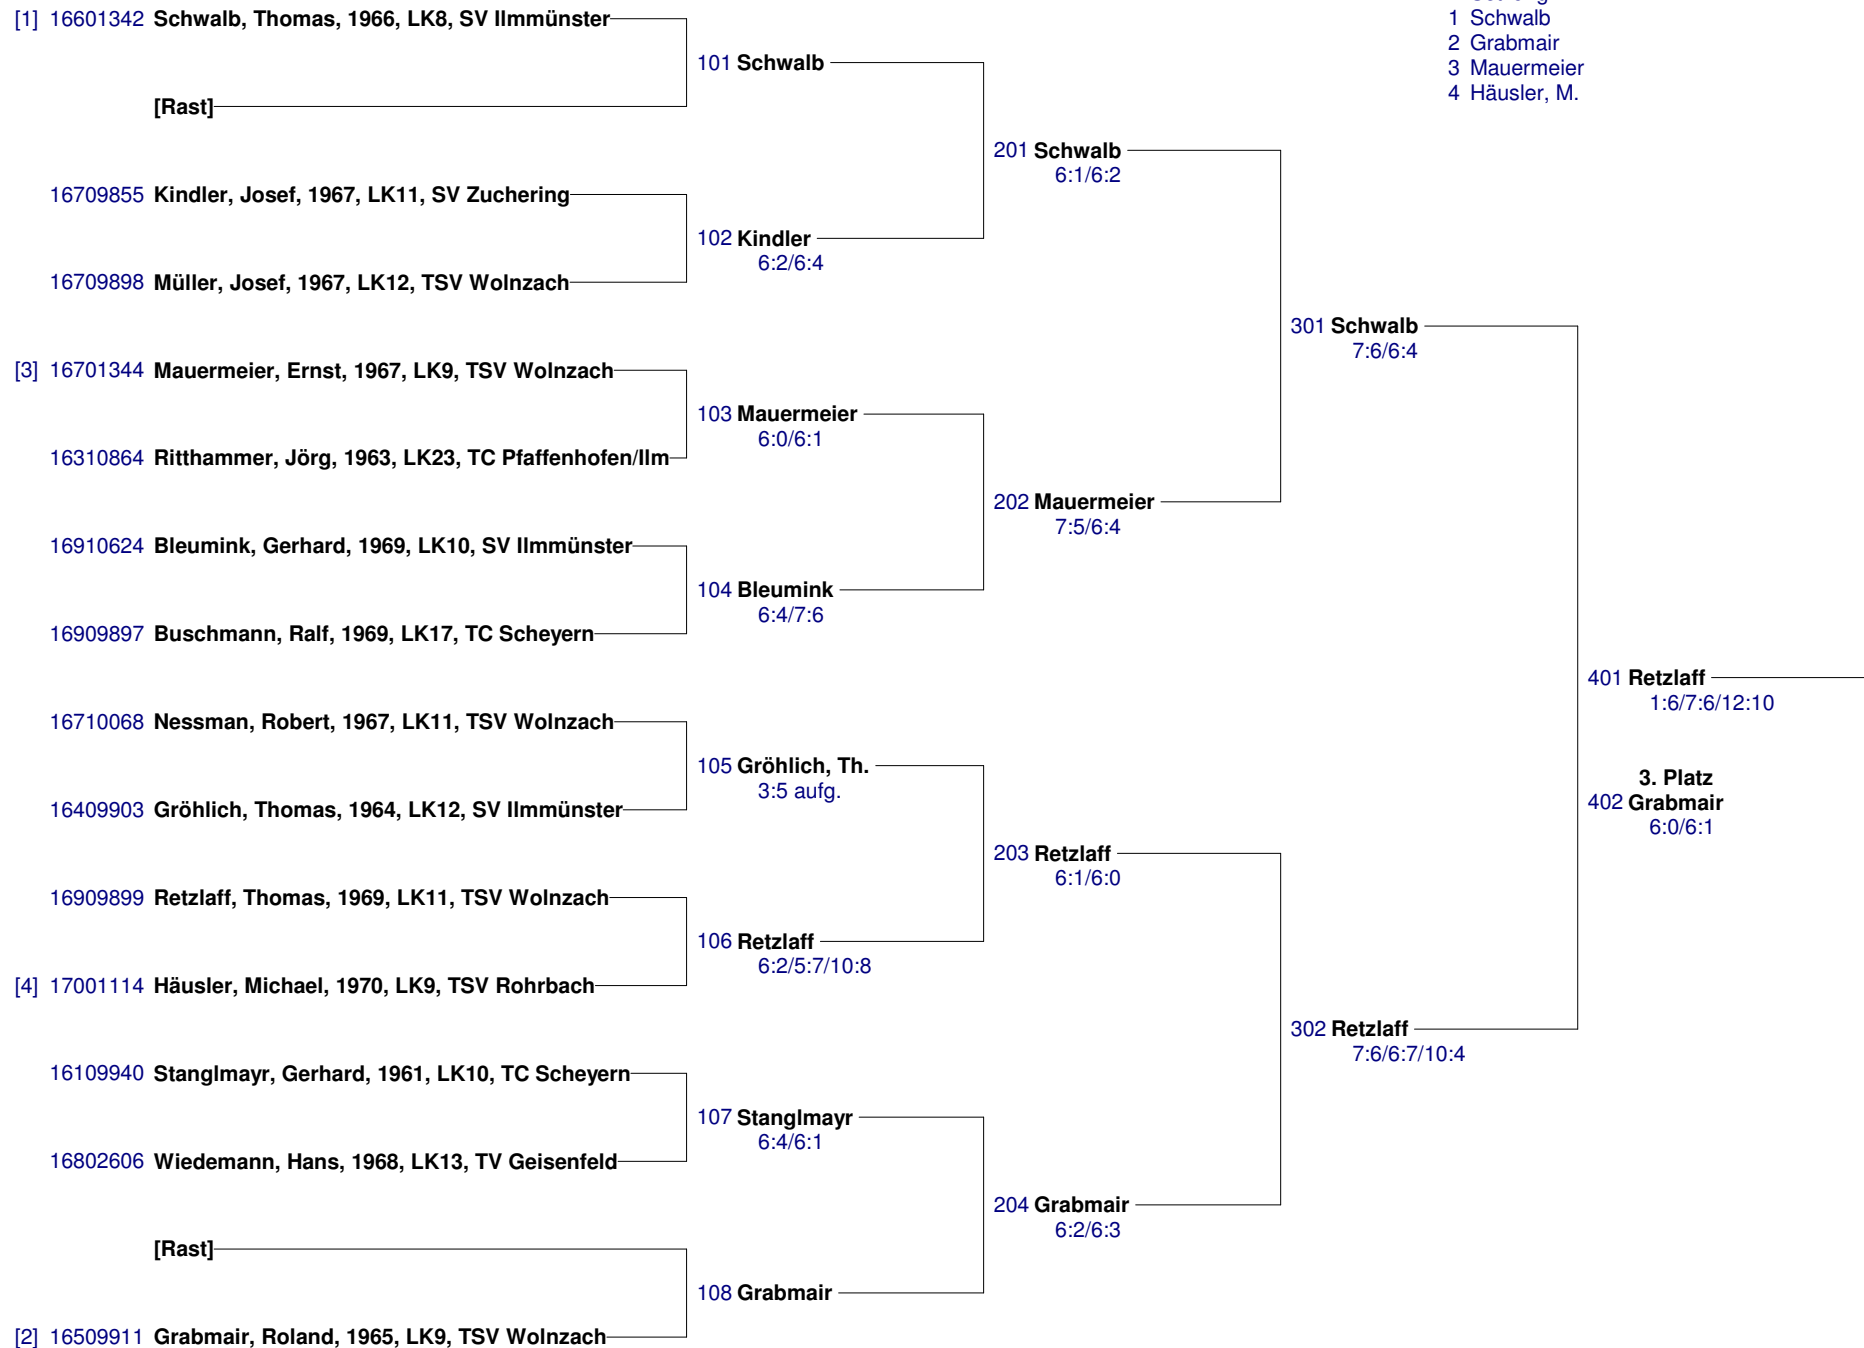 [1] 16601342 Schwalb, Thomas, 1966, LK8, SV Ilmmünster
[Rast]
16709855 Kindler, Josef, 1967, LK11, SV Zuchering
16709898 Müller, Josef, 1967, LK12, TSV Wolnzach
[3] 16701344 Mauermeier, Ernst, 1967, LK9, TSV Wolnzach
16310864 Ritthammer, Jörg, 1963, LK23, TC Pfaffenhofen/Ilm
16910624 Bleumink, Gerhard, 1969, LK10, SV Ilmmünster
16909897 Buschmann, Ralf, 1969, LK17, TC Scheyern
16710068 Nessman, Robert, 1967, LK11, TSV Wolnzach
16409903 Gröhlich, Thomas, 1964, LK12, SV Ilmmünster
16909899 Retzlaff, Thomas, 1969, LK11, TSV Wolnzach
[4] 17001114 Häusler, Michael, 1970, LK9, TSV Rohrbach
16109940 Stanglmayr, Gerhard, 1961, LK10, TC Scheyern
16802606 Wiedemann, Hans, 1968, LK13, TV Geisenfeld
[Rast]
[2] 16509911 Grabmair, Roland, 1965, LK9, TSV Wolnzach
101 Schwalb
102 Kindler
6:2/6:4
103 Mauermeier
6:0/6:1
104 Bleumink
6:4/7:6
105 Gröhlich, Th.
3:5 aufg.
106 Retzlaff
6:2/5:7/10:8
107 Stanglmayr
6:4/6:1
108 Grabmair
201 Schwalb
6:1/6:2
202 Mauermeier
7:5/6:4
203 Retzlaff
6:1/6:0
204 Grabmair
6:2/6:3
301 Schwalb
7:6/6:4
302 Retzlaff
7:6/6:7/10:4
401 Retzlaff
1:6/7:6/12:10
3. Platz
402 Grabmair
6:0/6:1
1 Schwalb
2 Grabmair
3 Mauermeier
4 Häusler, M.